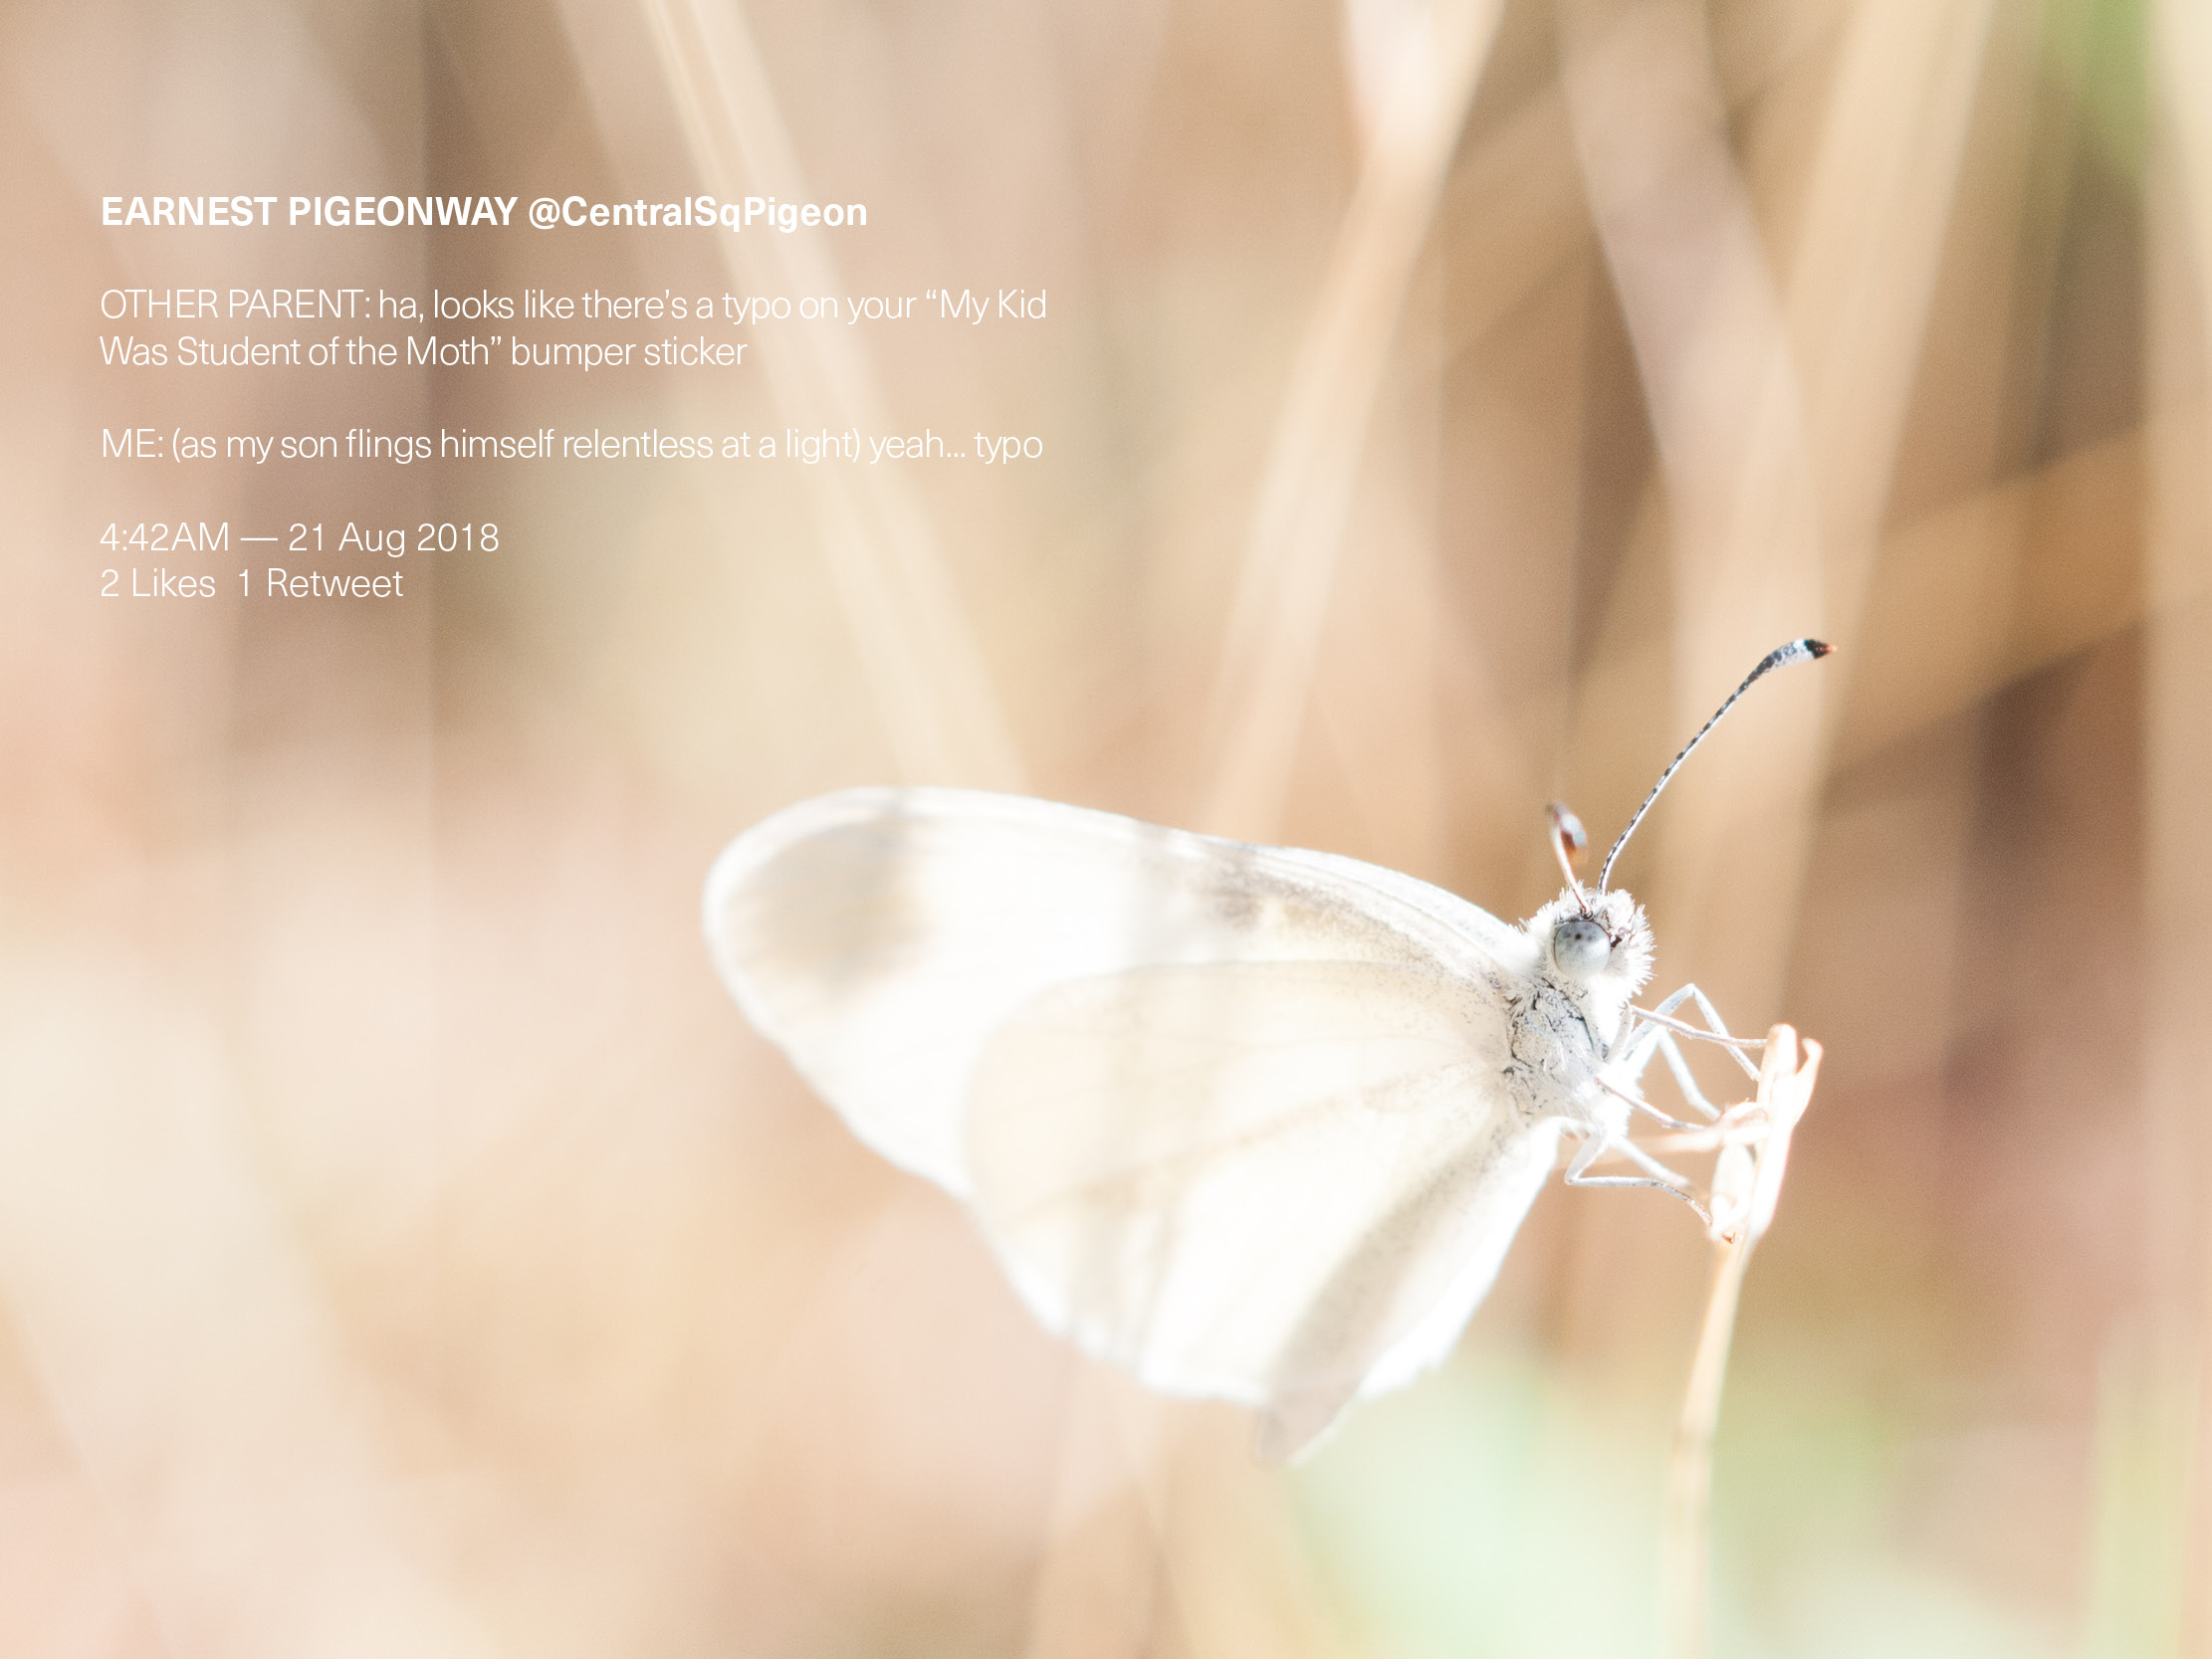 EARNEST PIGEONWAY @CentralSqPigeon
OTHER PARENT: ha, looks like there’s a typo on your “My Kid
Was Student of the Moth” bumper sticker
ME: (as my son flings himself relentless at a light) yeah... typo
4:42AM — 21 Aug 2018
2 Likes  1 Retweet